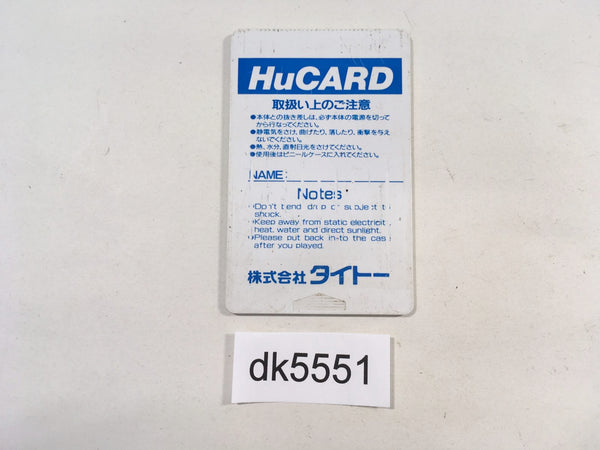 HuCARD
取扱い上のご注意
●本体との抜き差しは、必ず本体の電源を切って
から行なってください。
●静電気をさけ、曲げたり、落したり、衝撃を与え
ないでください。
●熱、水分、直射日光をさけてください。
●使用後はビニールケースに入れてください。
NAME:
Notes
•Don't bend drop or subject to
shock.
•Keep away from static electricit
heat, water and direct sunlight.
•Please put back in-to the cas
after you played.
株式会社 タイトー
dk5551